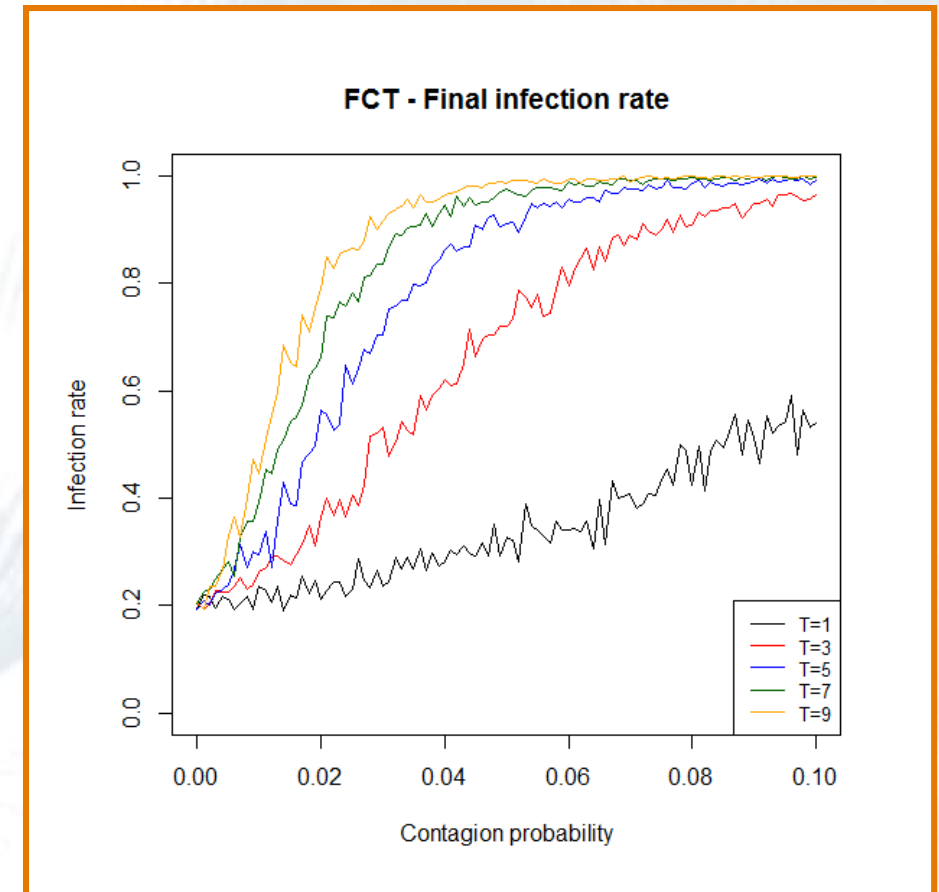 FCT - Final infection rate
Infection rate
1.0
0.8
0.6
0.4
0.2
0.0
T=1
T=3
T=5
T=7
T=9
0.00 0.02 0.04 0.06 0.08 0.10
Contagion probability